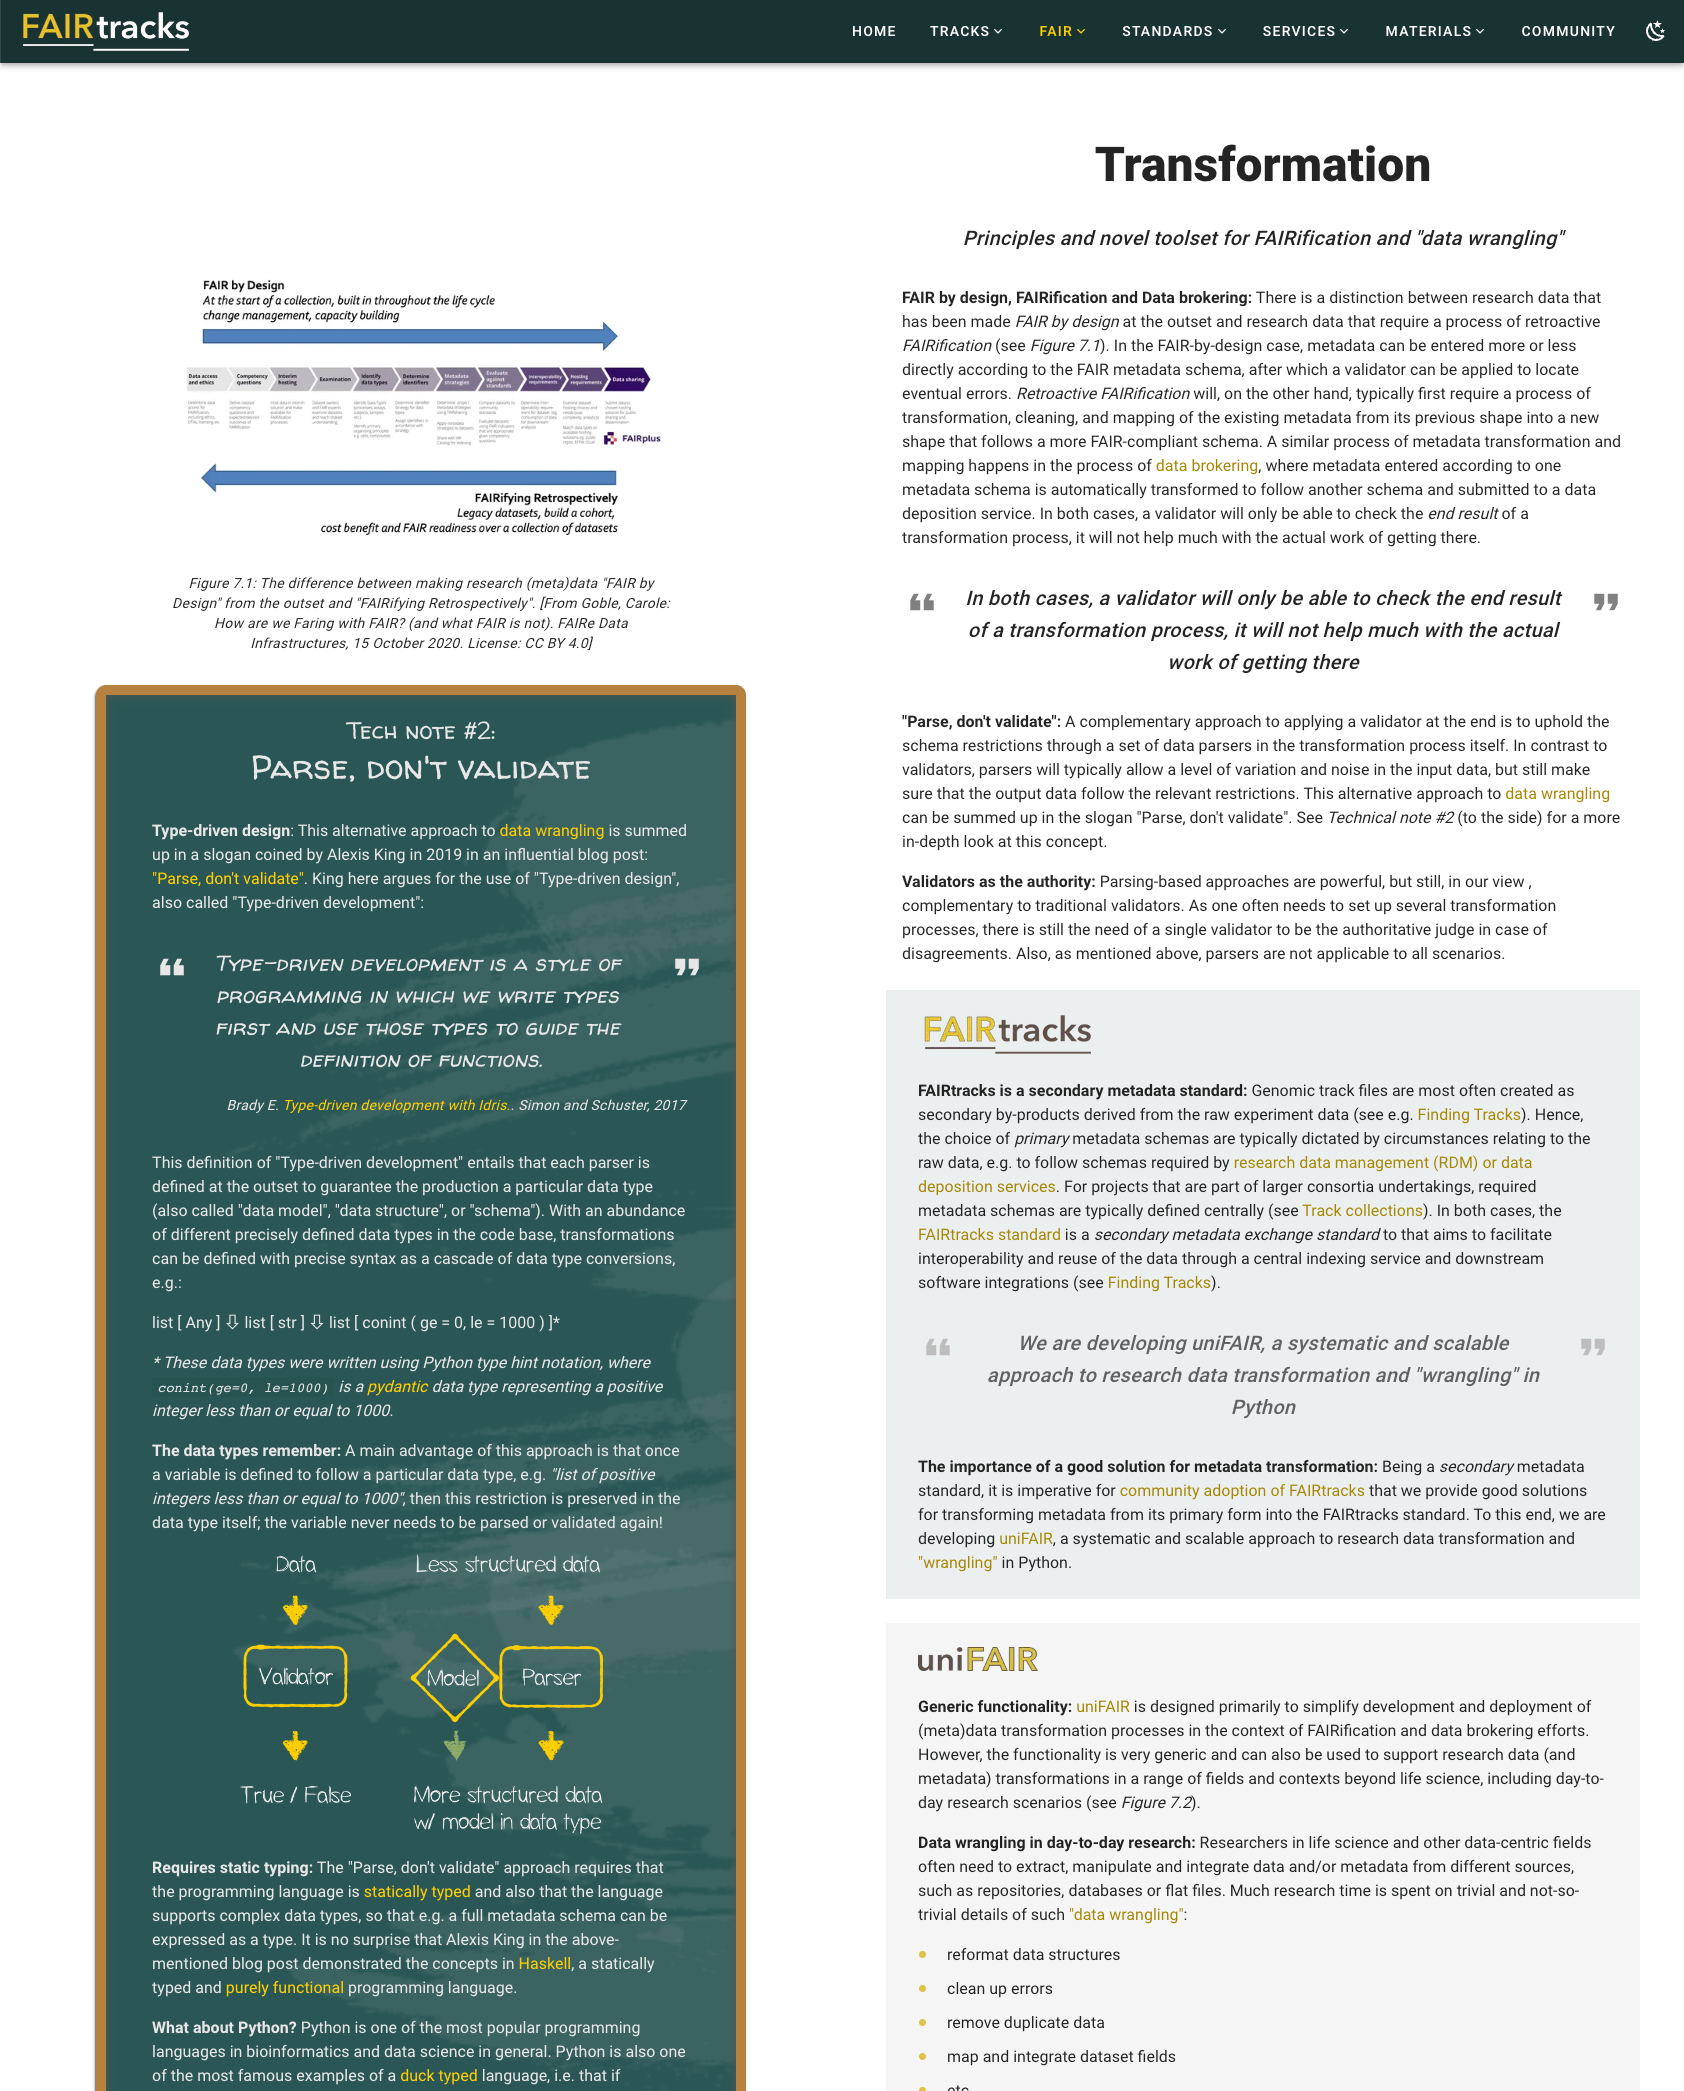 FAIRtracks
HOME TRACKS FAIR STANDARDS SERVICES MATERIALS COMMUNITY
FAIR by Design
At the start of a collection, built in throughout the life cycle
change management, capacity building
Data access and ethics
Competency questions
Interim hosting
Examination
Identify data types
Determine identifiers
Metadata strategies
Evaluate against standards
Interoperability requirements
Hosting requirements
Data sharing
FAIRplus
FAIRifying Retrospectively
Legacy datasets, build a cohort,
cost benefit and FAIR readiness over a collection of datasets
Figure 7.1: The difference between making research (meta)data "FAIR by
Design" from the outset and "FAIRifying Retrospectively". [From Goble, Carole:
How are we Faring with FAIR? (and what FAIR is not). FAIRe Data
Infrastructures, 15 October 2020. License: CC BY 4.0]
Tech note #2:
Parse, don't validate
Type-driven design: This alternative approach to data wrangling is summed
up in a slogan coined by Alexis King in 2019 in an influential blog post:
"Parse, don't validate". King here argues for the use of "Type-driven design",
also called "Type-driven development":
❝ Type-driven development is a style of ❞
programming in which we write types
first and use those types to guide the
definition of functions.
Brady E. Type-driven development with Idris.. Simon and Schuster, 2017
This definition of "Type-driven development" entails that each parser is
defined at the outset to guarantee the production a particular data type
(also called "data model", "data structure", or "schema"). With an abundance
of different precisely defined data types in the code base, transformations
can be defined with precise syntax as a cascade of data type conversions,
e.g.:
list [ Any ] ⇩ list [ str ] ⇩ list [ conint ( ge = 0, le = 1000 ) ]*
* These data types were written using Python type hint notation, where
conint(ge=0, le=1000) is a pydantic data type representing a positive
integer less than or equal to 1000.
The data types remember: A main advantage of this approach is that once
a variable is defined to follow a particular data type, e.g. "list of positive
integers less than or equal to 1000", then this restriction is preserved in the
data type itself; the variable never needs to be parsed or validated again!
Data Less structured data
Validator Model Parser
True / False More structured data
w/ model in data type
Requires static typing: The "Parse, don't validate" approach requires that
the programming language is statically typed and also that the language
supports complex data types, so that e.g. a full metadata schema can be
expressed as a type. It is no surprise that Alexis King in the above-
mentioned blog post demonstrated the concepts in Haskell, a statically
typed and purely functional programming language.
What about Python? Python is one of the most popular programming
languages in bioinformatics and data science in general. Python is also one
of the most famous examples of a duck typed language, i.e. that if
Transformation
Principles and novel toolset for FAIRification and "data wrangling"
FAIR by design, FAIRification and Data brokering: There is a distinction between research data that
has been made FAIR by design at the outset and research data that require a process of retroactive
FAIRification (see Figure 7.1). In the FAIR-by-design case, metadata can be entered more or less
directly according to the FAIR metadata schema, after which a validator can be applied to locate
eventual errors. Retroactive FAIRification will, on the other hand, typically first require a process of
transformation, cleaning, and mapping of the existing metadata from its previous shape into a new
shape that follows a more FAIR-compliant schema. A similar process of metadata transformation and
mapping happens in the process of data brokering, where metadata entered according to one
metadata schema is automatically transformed to follow another schema and submitted to a data
deposition service. In both cases, a validator will only be able to check the end result of a
transformation process, it will not help much with the actual work of getting there.
❝ In both cases, a validator will only be able to check the end result ❞
of a transformation process, it will not help much with the actual
work of getting there
"Parse, don't validate": A complementary approach to applying a validator at the end is to uphold the
schema restrictions through a set of data parsers in the transformation process itself. In contrast to
validators, parsers will typically allow a level of variation and noise in the input data, but still make
sure that the output data follow the relevant restrictions. This alternative approach to data wrangling
can be summed up in the slogan "Parse, don't validate". See Technical note #2 (to the side) for a more
in-depth look at this concept.
Validators as the authority: Parsing-based approaches are powerful, but still, in our view ,
complementary to traditional validators. As one often needs to set up several transformation
processes, there is still the need of a single validator to be the authoritative judge in case of
disagreements. Also, as mentioned above, parsers are not applicable to all scenarios.
FAIRtracks
FAIRtracks is a secondary metadata standard: Genomic track files are most often created as
secondary by-products derived from the raw experiment data (see e.g. Finding Tracks). Hence,
the choice of primary metadata schemas are typically dictated by circumstances relating to the
raw data, e.g. to follow schemas required by research data management (RDM) or data
deposition services. For projects that are part of larger consortia undertakings, required
metadata schemas are typically defined centrally (see Track collections). In both cases, the
FAIRtracks standard is a secondary metadata exchange standard to that aims to facilitate
interoperability and reuse of the data through a central indexing service and downstream
software integrations (see Finding Tracks).
❝ We are developing uniFAIR, a systematic and scalable ❞
approach to research data transformation and "wrangling" in
Python
The importance of a good solution for metadata transformation: Being a secondary metadata
standard, it is imperative for community adoption of FAIRtracks that we provide good solutions
for transforming metadata from its primary form into the FAIRtracks standard. To this end, we are
developing uniFAIR, a systematic and scalable approach to research data transformation and
"wrangling" in Python.
uniFAIR
Generic functionality: uniFAIR is designed primarily to simplify development and deployment of
(meta)data transformation processes in the context of FAIRification and data brokering efforts.
However, the functionality is very generic and can also be used to support research data (and
metadata) transformations in a range of fields and contexts beyond life science, including day-to-
day research scenarios (see Figure 7.2).
Data wrangling in day-to-day research: Researchers in life science and other data-centric fields
often need to extract, manipulate and integrate data and/or metadata from different sources,
such as repositories, databases or flat files. Much research time is spent on trivial and not-so-
trivial details of such "data wrangling":
• reformat data structures
• clean up errors
• remove duplicate data
• map and integrate dataset fields
• etc